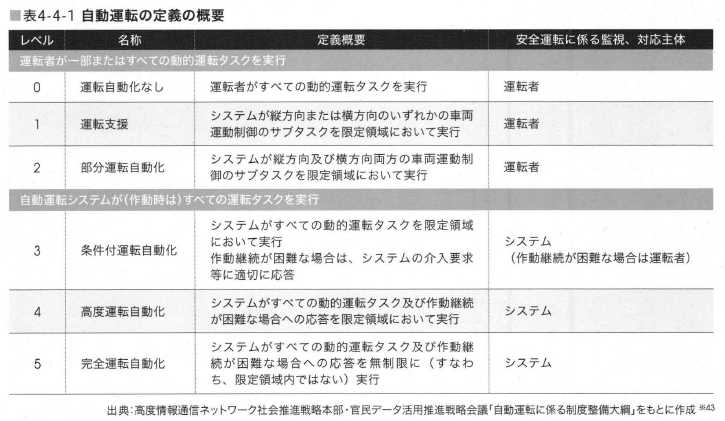 ■表4-4-1 自動運転の定義の概要
レベル 名称 定義概要 安全運転に係る監視、対応主体
運転者が一部またはすべての動的運転タスクを実行
0 運転自動化なし 運転者がすべての動的運転タスクを実行 運転者
1 運転支援 システムが縦方向または横方向のいずれかの車両
運動制御のサブタスクを限定領域において実行 運転者
2 部分運転自動化 システムが縦方向及び横方向両方の車両運動制
御のサブタスクを限定領域において実行 運転者
自動運転システムが(作動時は)すべての運転タスクを実行
3 条件付運転自動化 システムがすべての動的運転タスクを限定領域
において実行
作動継続が困難な場合は、システムの介入要求
等に適切に応答 システム
(作動継続が困難な場合は運転者)
4 高度運転自動化 システムがすべての動的運転タスク及び作動継続
が困難な場合への応答を限定領域において実行 システム
5 完全運転自動化 システムがすべての動的運転タスク及び作動継
続が困難な場合への応答を無制限に(すなわ
ち、限定領域内ではない)実行 システム
出典:高度情報通信ネットワーク社会推進戦略本部・官民データ活用推進戦略会議「自動運転に係る制度整備大綱」をもとに作成 ※43